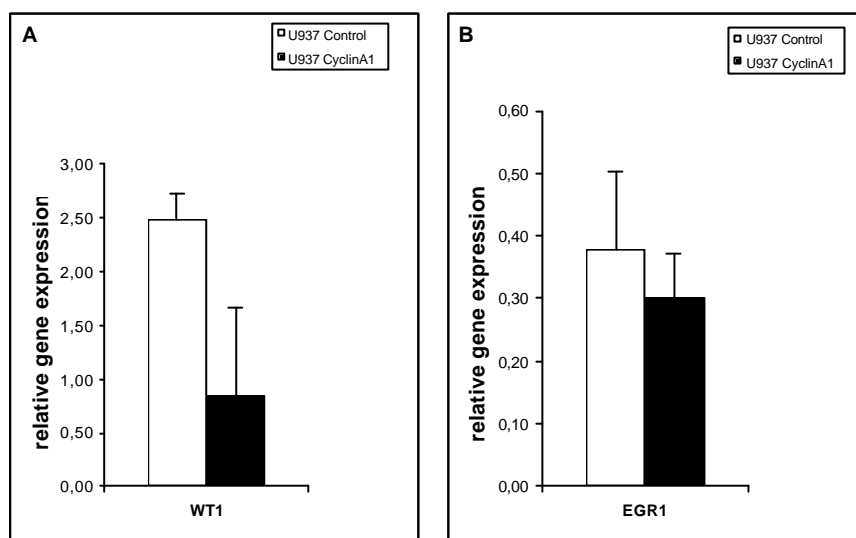 A
U937 Control
U937 CyclinA1
relative gene expression
3,00
2,50
2,00
1,50
1,00
0,50
0,00
WT1
B
U937 Control
U937 CyclinA1
relative gene expression
0,60
0,50
0,40
0,30
0,20
0,10
0,00
EGR1